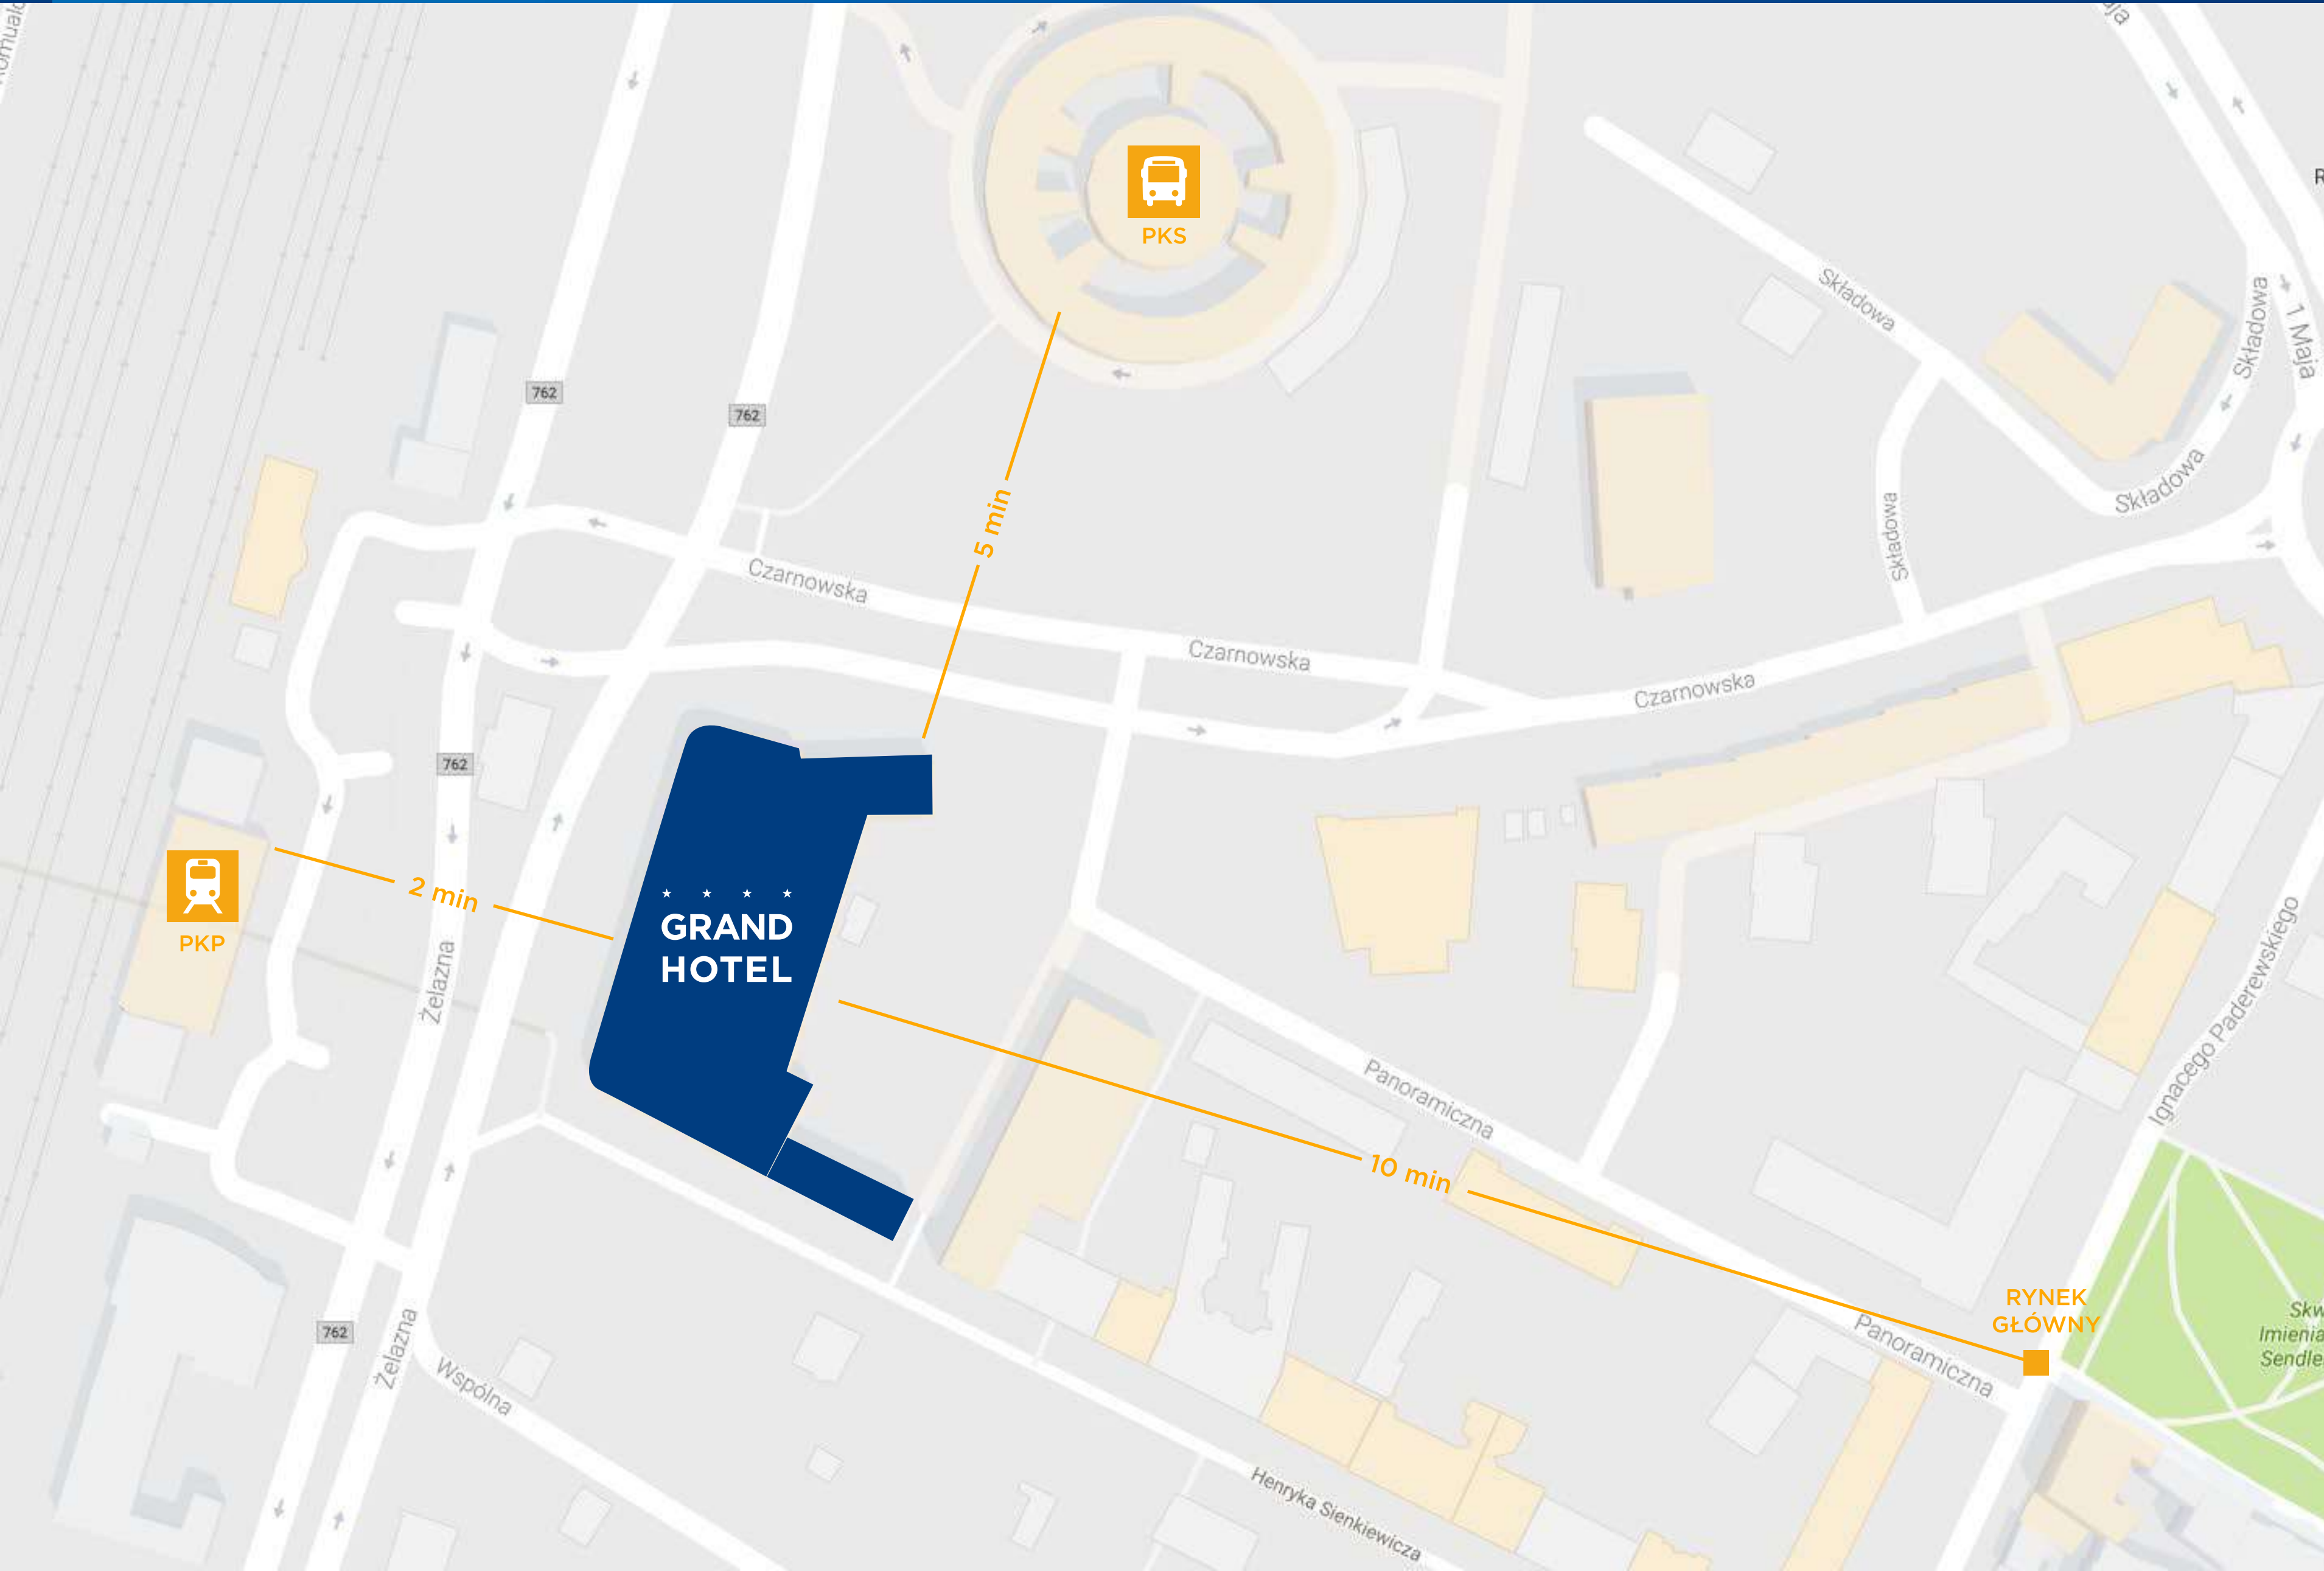 PKS
Składowa
Składowa
1 Maja
762
762
Składowa
Składowa
5 min
Czarnowska
Czarnowska
Czarnowska
762
2 min
PKP
GRAND
HOTEL
Żelazna
Ignacego Paderewskiego
Panoramiczna
10 min
RYNEK
GŁÓWNY
Imienia
762
Żelazna
Wspólna
Panoramiczna
Henryka Sienkiewicza